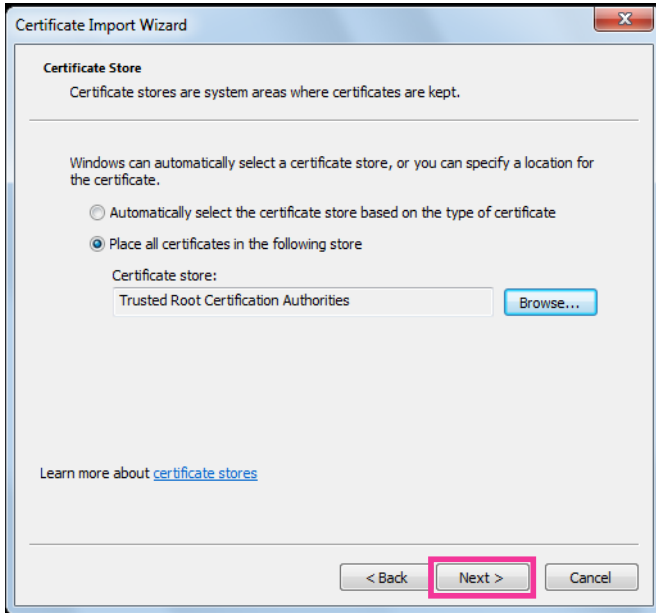 Certificate Import Wizard
Certificate Store
Certificate stores are system areas where certificates are kept.
Windows can automatically select a certificate store, or you can specify a location for
the certificate.
Automatically select the certificate store based on the type of certificate
Place all certificates in the following store
Certificate store:
Trusted Root Certification Authorities
Browse...
Learn more about certificate stores
< Back
Next >
Cancel